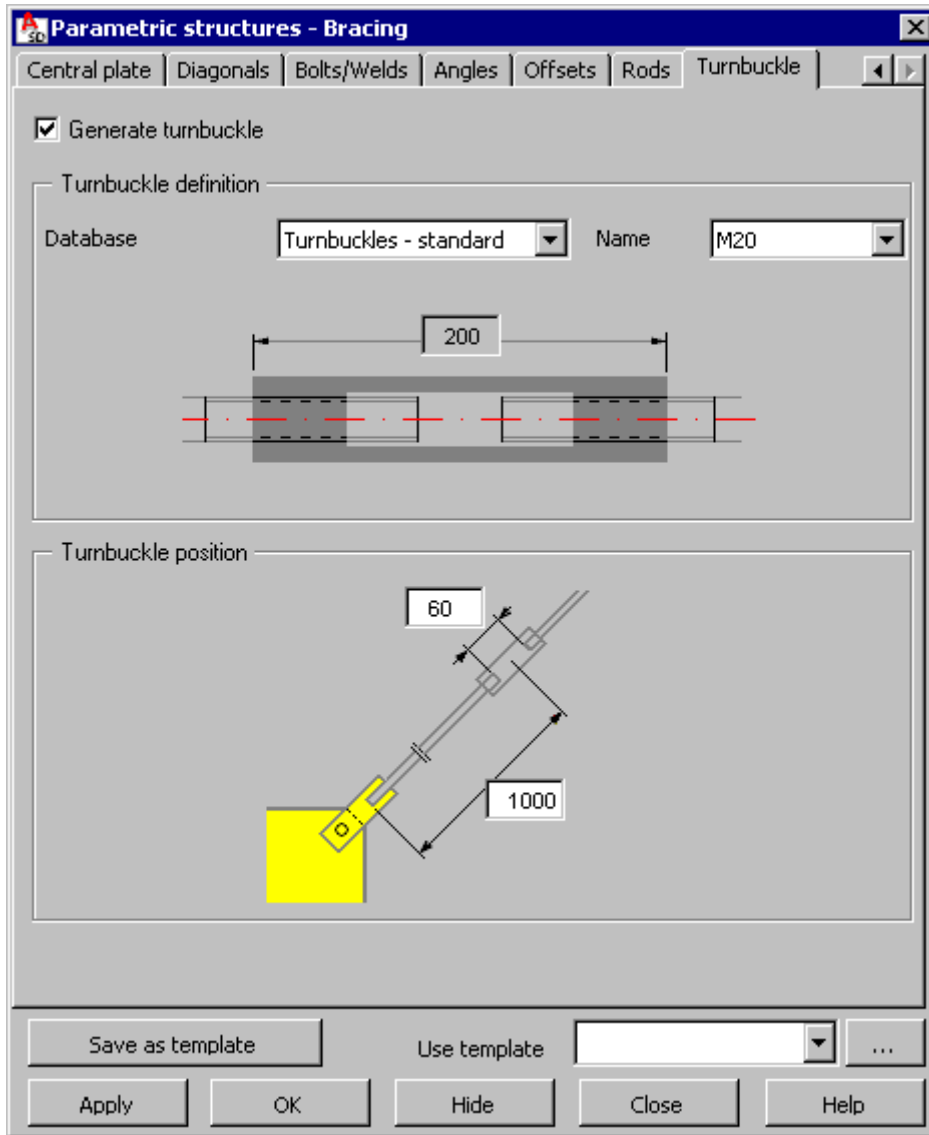 A SD Parametric structures - Bracing
Central plate Diagonals Bolts/Welds Angles Offsets Rods Turnbuckle
Generate turnbuckle
Turnbuckle definition
Database Turnbuckles - standard Name M20
200
Turnbuckle position
60
1000
Save as template Use template ...
Apply OK Hide Close Help